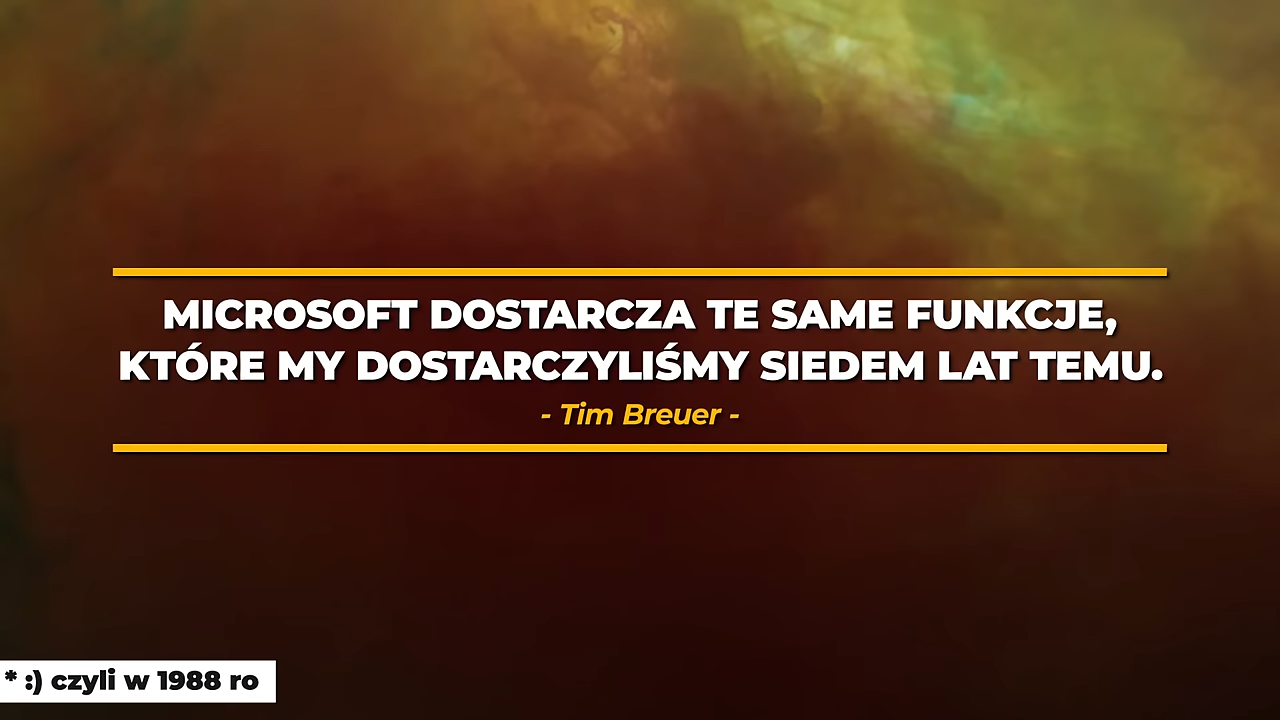 MICROSOFT DOSTARCZA TE SAME FUNKCJE,
KTÓRE MY DOSTARCZYLIŚMY SIEDEM LAT TEMU.
- Tim Breuer -
* :) czyli w 1988 ro